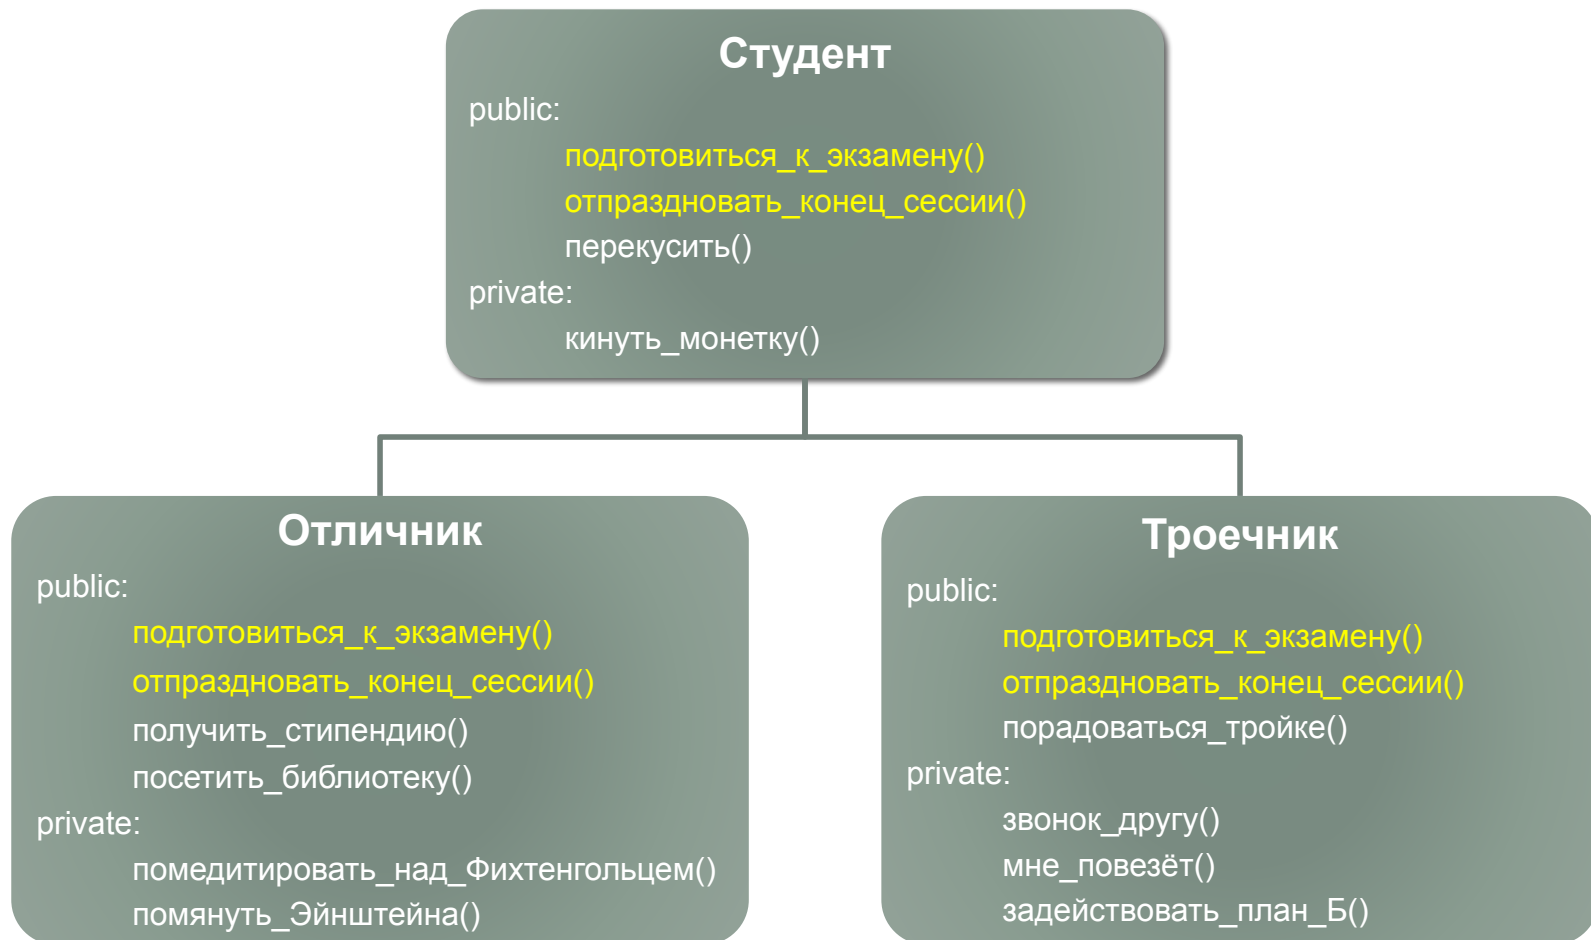 Студент
public:
подготовиться_к_экзамену()
отпраздновать_конец_сессии()
перекусить()
private:
кинуть_монетку()
Отличник
public:
подготовиться_к_экзамену()
отпраздновать_конец_сессии()
получить_стипендию()
посетить_библиотеку()
private:
помедитировать_над_Фихтенгольцем()
помянуть_Эйнштейна()
Троечник
public:
подготовиться_к_экзамену()
отпраздновать_конец_сессии()
порадоваться_тройке()
private:
звонок_другу()
мне_повезёт()
задействовать_план_Б()